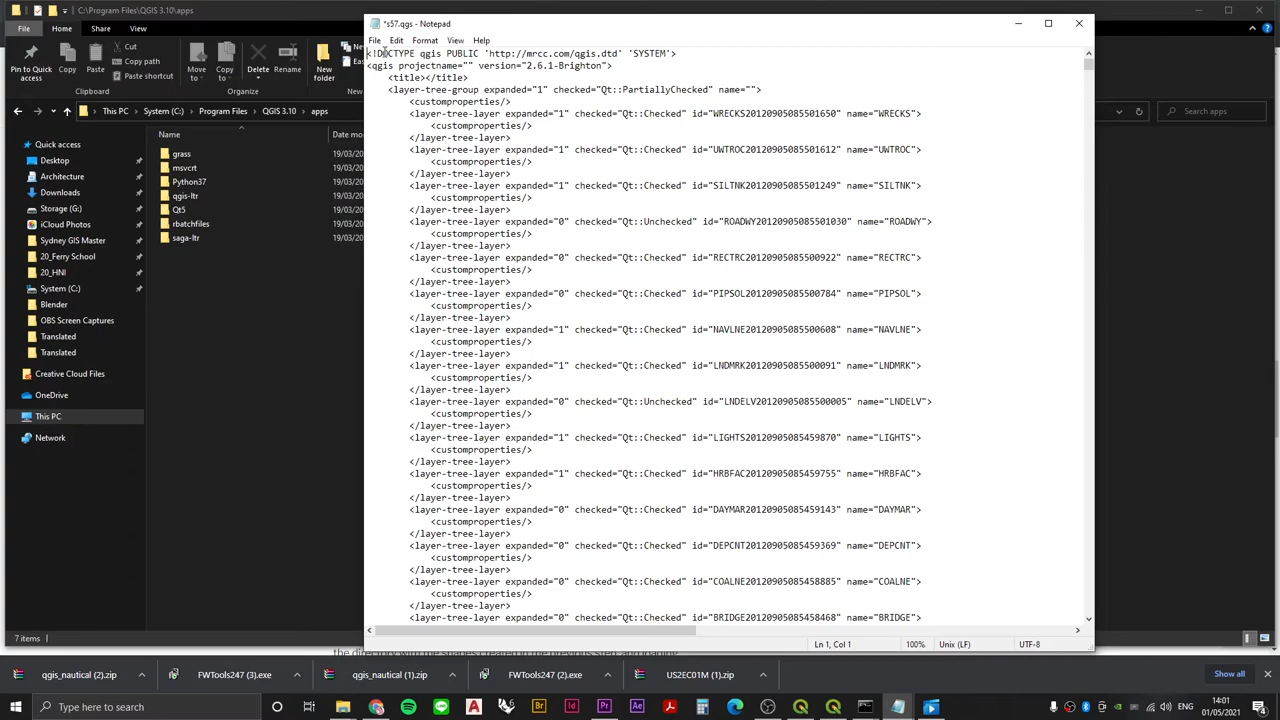 C:\Program Files\QGIS 3.10\apps
File
Home
Share
View
Pin to Quick access
Copy
Paste
Cut
Copy path
Paste shortcut
Move to
Copy to
Delete
Rename
New folder
Clipboard
Organize
This PC
System (C:)
Program Files
QGIS 3.10
apps
Search apps
Name
Quick access
Desktop
Architecture
Downloads
Storage (G:)
iCloud Photos
Sydney GIS Master
20_Ferry School
20_HNI
System (C:)
Blender
OBS Screen Captures
Translated
Translated
Creative Cloud Files
OneDrive
This PC
Network
grass
msvcrt
Python37
qgis-ltr
Qt5
rbatchfiles
saga-ltr
7 items
*s57.qgs - Notepad
File Edit Format View Help
<!DOCTYPE qgis PUBLIC 'http://mrcc.com/qgis.dtd' 'SYSTEM'>
<qgis projectname="" version="2.6.1-Brighton">
<title></title>
<layer-tree-group expanded="1" checked="Qt::PartiallyChecked" name="">
<customproperties/>
<layer-tree-layer expanded="1" checked="Qt::Checked" id="WRECKS20120905085501650" name="WRECKS">
<customproperties/>
</layer-tree-layer>
<layer-tree-layer expanded="1" checked="Qt::Checked" id="UWTROC20120905085501612" name="UWTROC">
<customproperties/>
</layer-tree-layer>
<layer-tree-layer expanded="1" checked="Qt::Checked" id="SILTNK20120905085501249" name="SILTNK">
<customproperties/>
</layer-tree-layer>
<layer-tree-layer expanded="0" checked="Qt::Unchecked" id="ROADWY20120905085501030" name="ROADWY">
<customproperties/>
</layer-tree-layer>
<layer-tree-layer expanded="0" checked="Qt::Checked" id="RECTRC20120905085500922" name="RECTRC">
<customproperties/>
</layer-tree-layer>
<layer-tree-layer expanded="0" checked="Qt::Checked" id="PIPSOL20120905085500784" name="PIPSOL">
<customproperties/>
</layer-tree-layer>
<layer-tree-layer expanded="1" checked="Qt::Checked" id="NAVLNE20120905085500608" name="NAVLNE">
<customproperties/>
</layer-tree-layer>
<layer-tree-layer expanded="1" checked="Qt::Checked" id="LNDMRK20120905085500091" name="LNDMRK">
<customproperties/>
</layer-tree-layer>
<layer-tree-layer expanded="0" checked="Qt::Unchecked" id="LNDELV20120905085500005" name="LNDELV">
<customproperties/>
</layer-tree-layer>
<layer-tree-layer expanded="1" checked="Qt::Checked" id="LIGHTS20120905085459870" name="LIGHTS">
<customproperties/>
</layer-tree-layer>
<layer-tree-layer expanded="1" checked="Qt::Checked" id="HRBFAC20120905085459755" name="HRBFAC">
<customproperties/>
</layer-tree-layer>
<layer-tree-layer expanded="0" checked="Qt::Checked" id="DAYMAR20120905085459143" name="DAYMAR">
<customproperties/>
</layer-tree-layer>
<layer-tree-layer expanded="0" checked="Qt::Checked" id="DEPCNT20120905085459369" name="DEPCNT">
<customproperties/>
</layer-tree-layer>
<layer-tree-layer expanded="0" checked="Qt::Checked" id="COALNE20120905085458885" name="COALNE">
<customproperties/>
</layer-tree-layer>
<layer-tree-layer expanded="0" checked="Qt::Checked" id="BRIDGE20120905085458468" name="BRIDGE">
Ln 1, Col 1
100%
Unix (LF)
UTF-8
qgis_nautical (2).zip
FWTools247 (3).exe
qgis_nautical (1).zip
FWTools247 (2).exe
US2EC01M (1).zip
Show all
Type here to search
ENG
14:01
01/05/2021